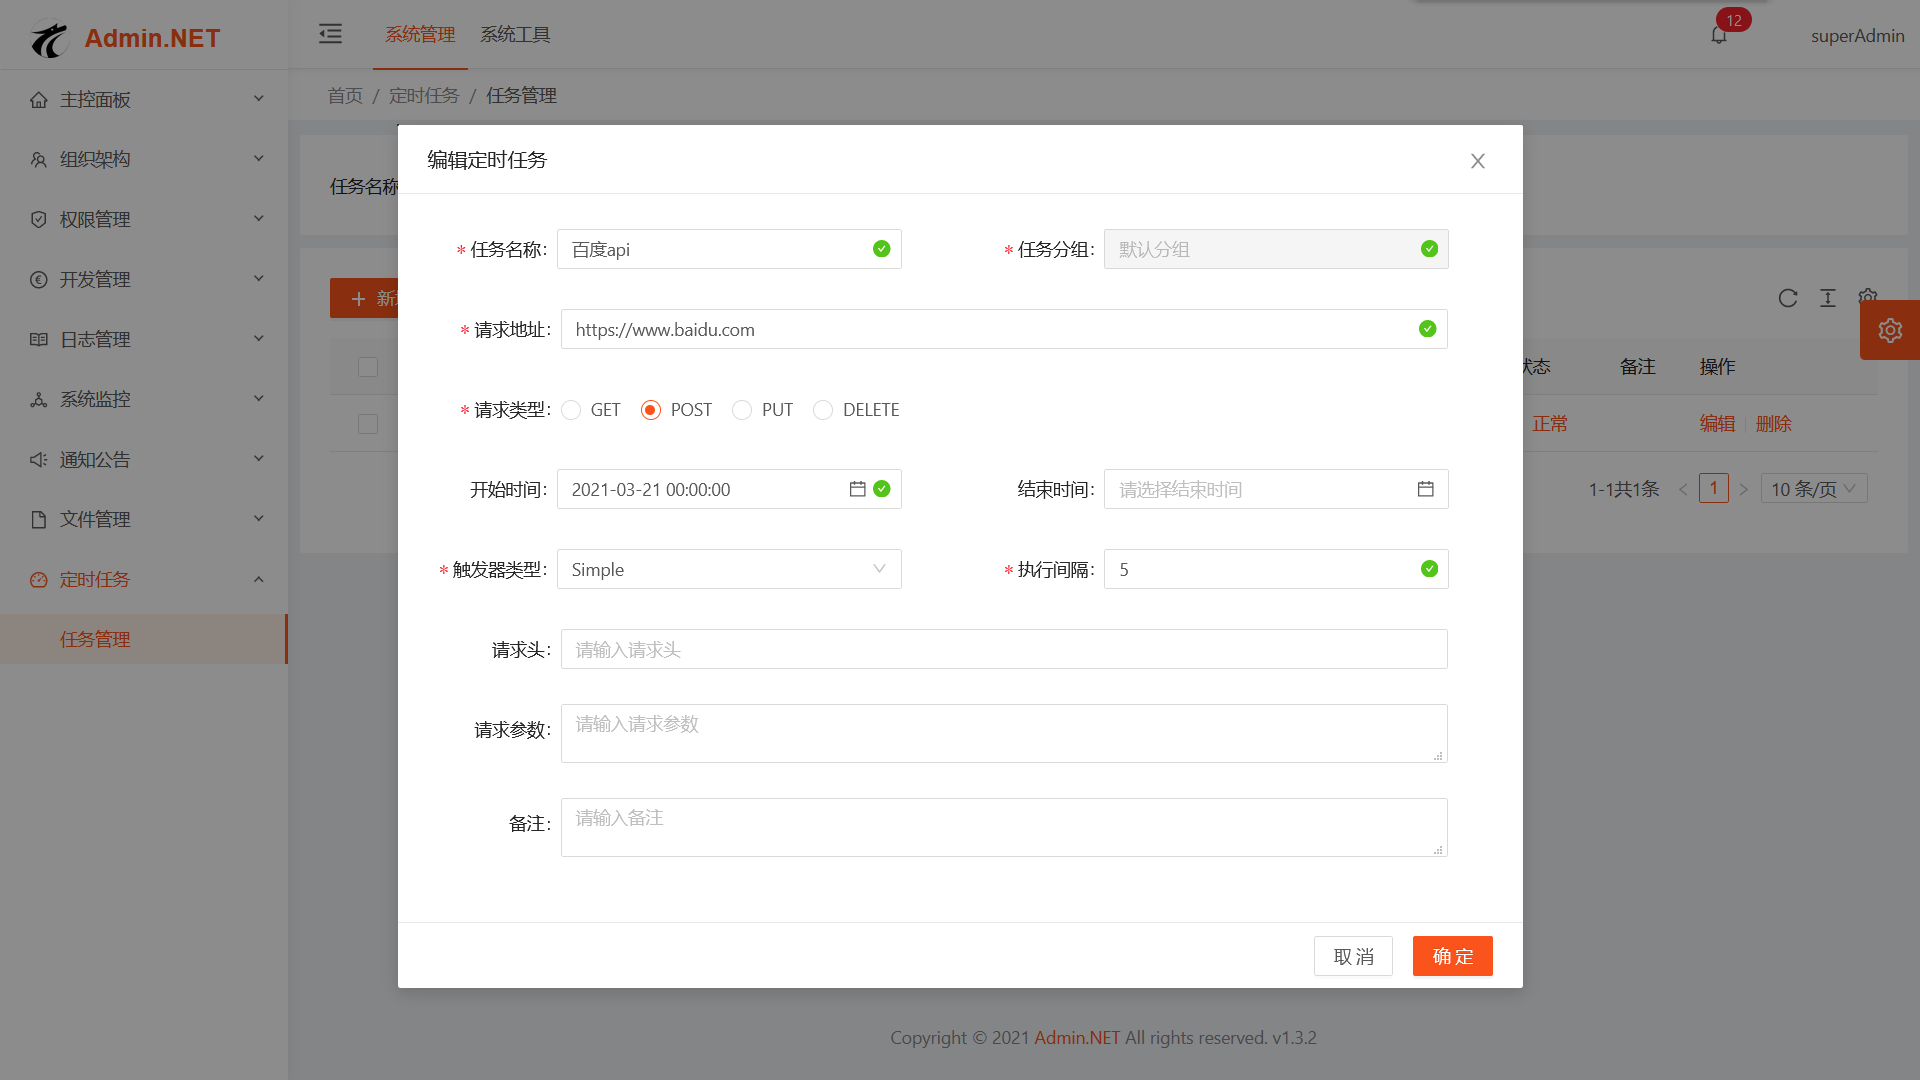 Admin.NET
系统管理 系统工具
12
superAdmin
首页 / 定时任务 / 任务管理
主控面板
组织架构
权限管理
开发管理
日志管理
系统监控
通知公告
文件管理
定时任务
任务管理
任务名称
编辑定时任务
* 任务名称: 百度api
* 任务分组: 默认分组
* 请求地址: https://www.baidu.com
* 请求类型: GET POST PUT DELETE
开始时间: 2021-03-21 00:00:00
结束时间: 请选择结束时间
* 触发器类型: Simple
* 执行间隔: 5
请求头: 请输入请求头
请求参数: 请输入请求参数
备注: 请输入备注
取 消 确 定
状态 备注 操作
正常 编辑 删除
1-1共1条 < 1 > 10 条/页
Copyright © 2021 Admin.NET All rights reserved. v1.3.2